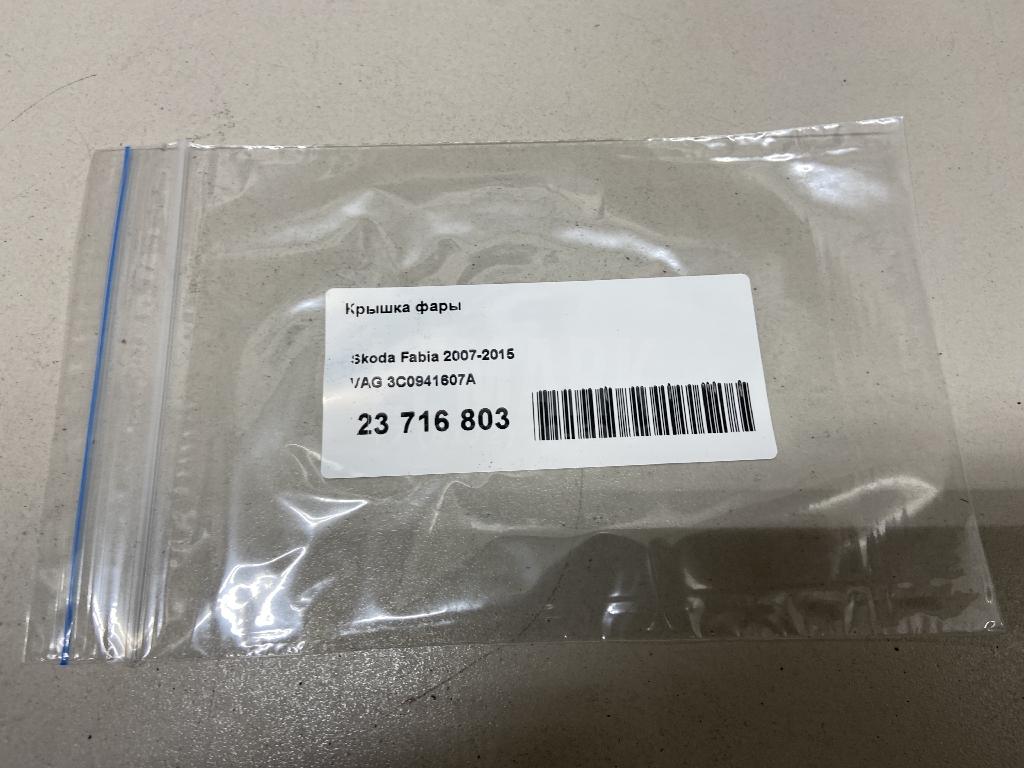 Крышка фары
Skoda Fabia 2007-2015
VAG 3C0941607A
23 716 803